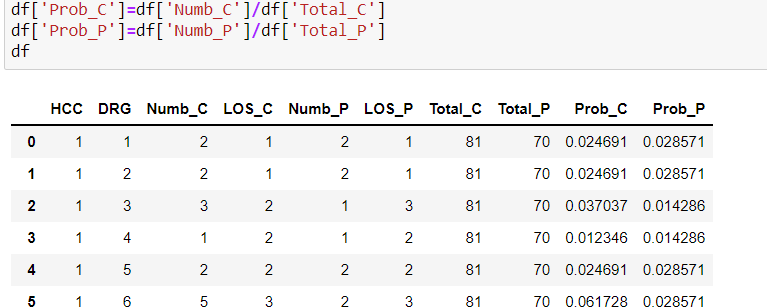 df['Prob_C']=df['Numb_C']/df['Total_C']
df['Prob_P']=df['Numb_P']/df['Total_P']
df
HCC DRG Numb_C LOS_C Numb_P LOS_P Total_C Total_P Prob_C Prob_P
0 1 1 2 1 2 1 81 70 0.024691 0.028571
1 1 2 2 1 2 1 81 70 0.024691 0.028571
2 1 3 3 2 1 3 81 70 0.037037 0.014286
3 1 4 1 2 1 2 81 70 0.012346 0.014286
4 1 5 2 2 2 2 81 70 0.024691 0.028571
5 1 6 5 3 2 3 81 70 0.061728 0.028571